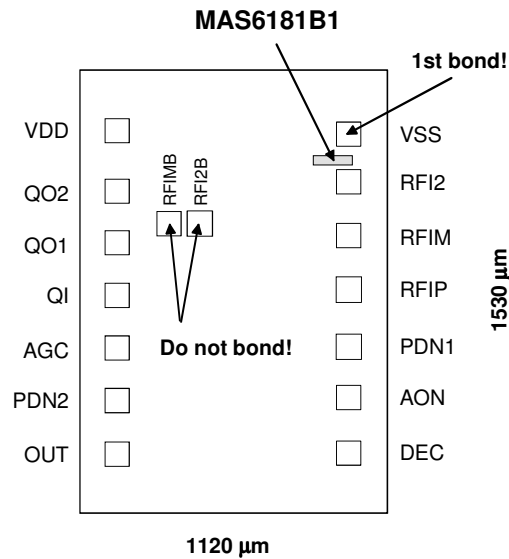 MAS6181B1
1st bond!
VDD
VSS
RFIMB
RFI2B
QO2
RFI2
QO1
RFIM
QI
RFIP
1530 µm
AGC
Do not bond!
PDN1
PDN2
AON
OUT
DEC
1120 µm